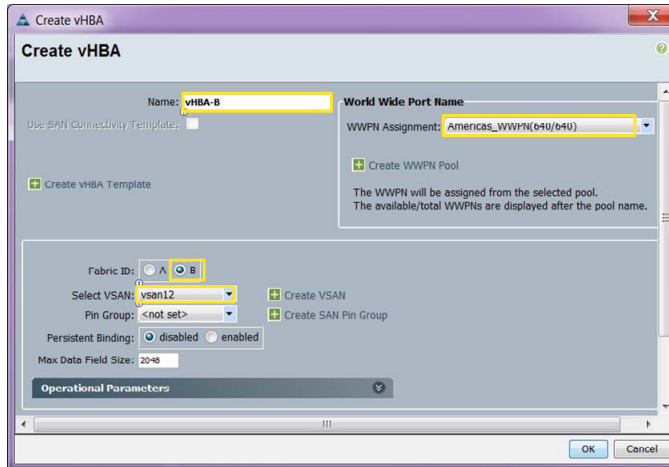 Create vHBA
Create vHBA
Name: vHBA-B
Use SAN Connectivity Template:
Create vHBA Template
World Wide Port Name
WWPN Assignment: Americas_WWPN(640/640)
Create WWPN Pool
The WWPN will be assigned from the selected pool.
The available/total WWPNs are displayed after the pool name.
Fabric ID: A B
Select VSAN: vsan12 Create VSAN
Pin Group: <not set> Create SAN Pin Group
Persistent Binding: disabled enabled
Max Data Field Size: 2048
Operational Parameters
OK Cancel